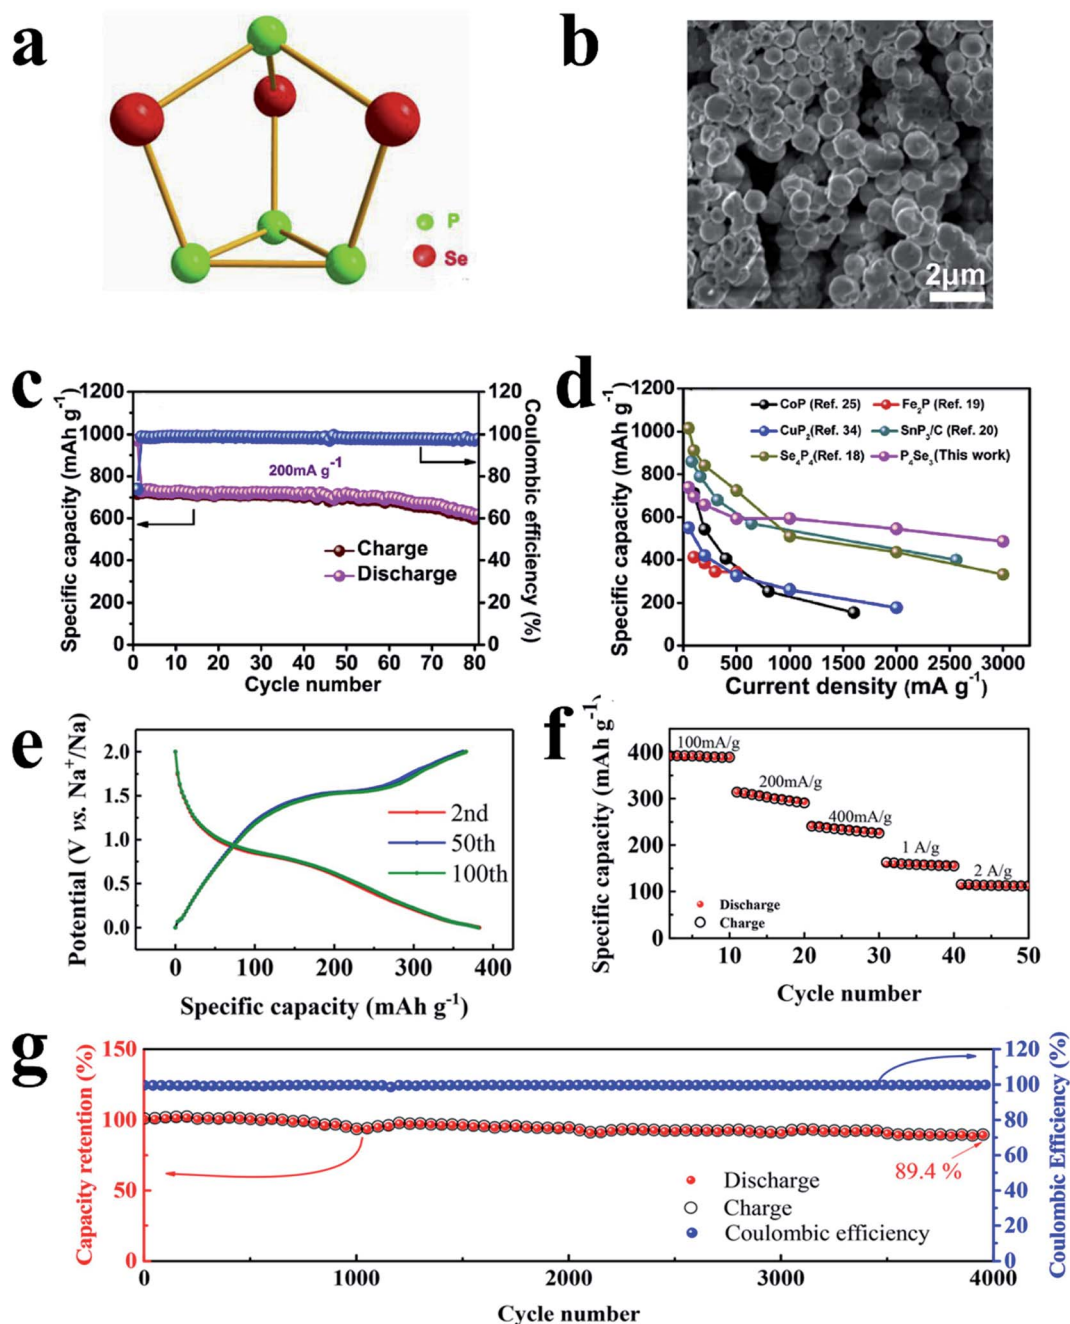 a
P
Se
b
2μm
c
Specific capacity (mAh g⁻¹)
1200
1000
800
600
400
200
0
120
100
80
60
40
20
0
Coulombic efficiency (%)
200mA g⁻¹
Charge
Discharge
0 10 20 30 40 50 60 70 80
Cycle number
d
Specific capacity (mAh g⁻¹)
1200
1000
800
600
400
200
0
CoP (Ref. 25) Fe₂P (Ref. 19)
CuP₂(Ref. 34) SnP₃/C (Ref. 20)
Se₄P₄(Ref. 18) P₄Se₃(This work)
0 500 1000 1500 2000 2500 3000
Current density (mA g⁻¹)
e
Potential (V vs. Na⁺/Na)
2.0
1.5
1.0
0.5
0.0
2nd
50th
100th
0 100 200 300 400
Specific capacity (mAh g⁻¹)
f
Specific capacity (mAh g⁻¹)
400
300
200
100
0
100mA/g
200mA/g
400mA/g
1 A/g
2 A/g
Discharge
Charge
10 20 30 40 50
Cycle number
g
Capacity retention (%)
150
100
50
0
120
100
80
60
40
20
0
Coulombic Efficiency (%)
89.4 %
Discharge
Charge
Coulombic efficiency
0 1000 2000 3000 4000
Cycle number